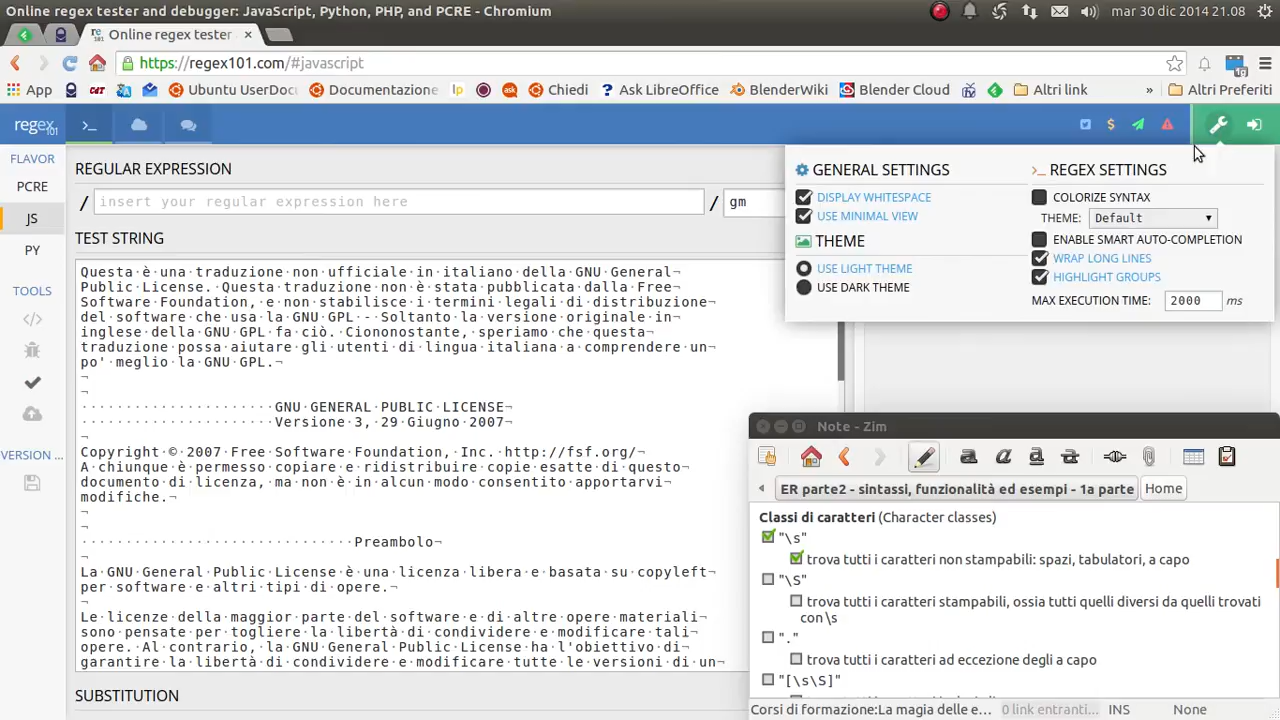 Online regex tester and debugger: JavaScript, Python, PHP, and PCRE - Chromium
mar 30 dic 2014 21.08
Online regex tester ×
https://regex101.com/#javascript
App
Ubuntu UserDoc
Documentazione
lp
ask
Chiedi
? Ask LibreOffice
BlenderWiki
Blender Cloud
Altri link
»
Altri Preferiti
regex 101
>_
$
FLAVOR
PCRE
JS
PY
TOOLS
VERSION ...
REGULAR EXPRESSION
/ insert your regular expression here / gm
TEST STRING
Questa·è·una·traduzione·non·ufficiale·in·italiano·della·GNU·General¬
Public·License.·Questa·traduzione·non·è·stata·pubblicata·dalla·Free¬
Software·Foundation,·e·non·stabilisce·i·termini·legali·di·distribuzione¬
del·software·che·usa·la·GNU·GPL·-·Soltanto·la·versione·originale·in¬
inglese·della·GNU·GPL·fa·ciò.·Ciononostante,·speriamo·che·questa¬
traduzione·possa·aiutare·gli·utenti·di·lingua·italiana·a·comprendere·un¬
po'·meglio·la·GNU·GPL.¬
¬
¬
······················GNU·GENERAL·PUBLIC·LICENSE¬
······················Versione·3,·29·Giugno·2007¬
¬
Copyright·©·2007·Free·Software·Foundation,·Inc.·http://fsf.org/¬
A·chiunque·è·permesso·copiare·e·ridistribuire·copie·esatte·di·questo¬
documento·di·licenza,·ma·non·è·in·alcun·modo·consentito·apportarvi¬
modifiche.¬
¬
¬
·······························Preambolo¬
¬
La·GNU·General·Public·License·è·una·licenza·libera·e·basata·su·copyleft¬
per·software·e·altri·tipi·di·opere.¬
¬
Le·licenze·della·maggior·parte·del·software·e·di·altre·opere·materiali¬
sono·pensate·per·togliere·la·libertà·di·condividere·e·modificare·tali¬
opere.·Al·contrario,·la·GNU·General·Public·License·ha·l'obiettivo·di¬
garantire·la·libertà·di·condividere·e·modificare·tutte·le·versioni·di·un¬
SUBSTITUTION
GENERAL SETTINGS
DISPLAY WHITESPACE
USE MINIMAL VIEW
THEME
USE LIGHT THEME
USE DARK THEME
>_ REGEX SETTINGS
COLORIZE SYNTAX
THEME: Default
ENABLE SMART AUTO-COMPLETION
WRAP LONG LINES
HIGHLIGHT GROUPS
MAX EXECUTION TIME: 2000 ms
Note - Zim
ER parte2 - sintassi, funzionalità ed esempi - 1a parte
Home
Classi di caratteri (Character classes)
"\s"
trova tutti i caratteri non stampabili: spazi, tabulatori, a capo
"\S"
trova tutti i caratteri stampabili, ossia tutti quelli diversi da quelli trovati
con \s
"."
trova tutti i caratteri ad eccezione degli a capo
"[\s\S]"
Corsi di formazione:La magia delle e...
0 link entranti...
INS
None